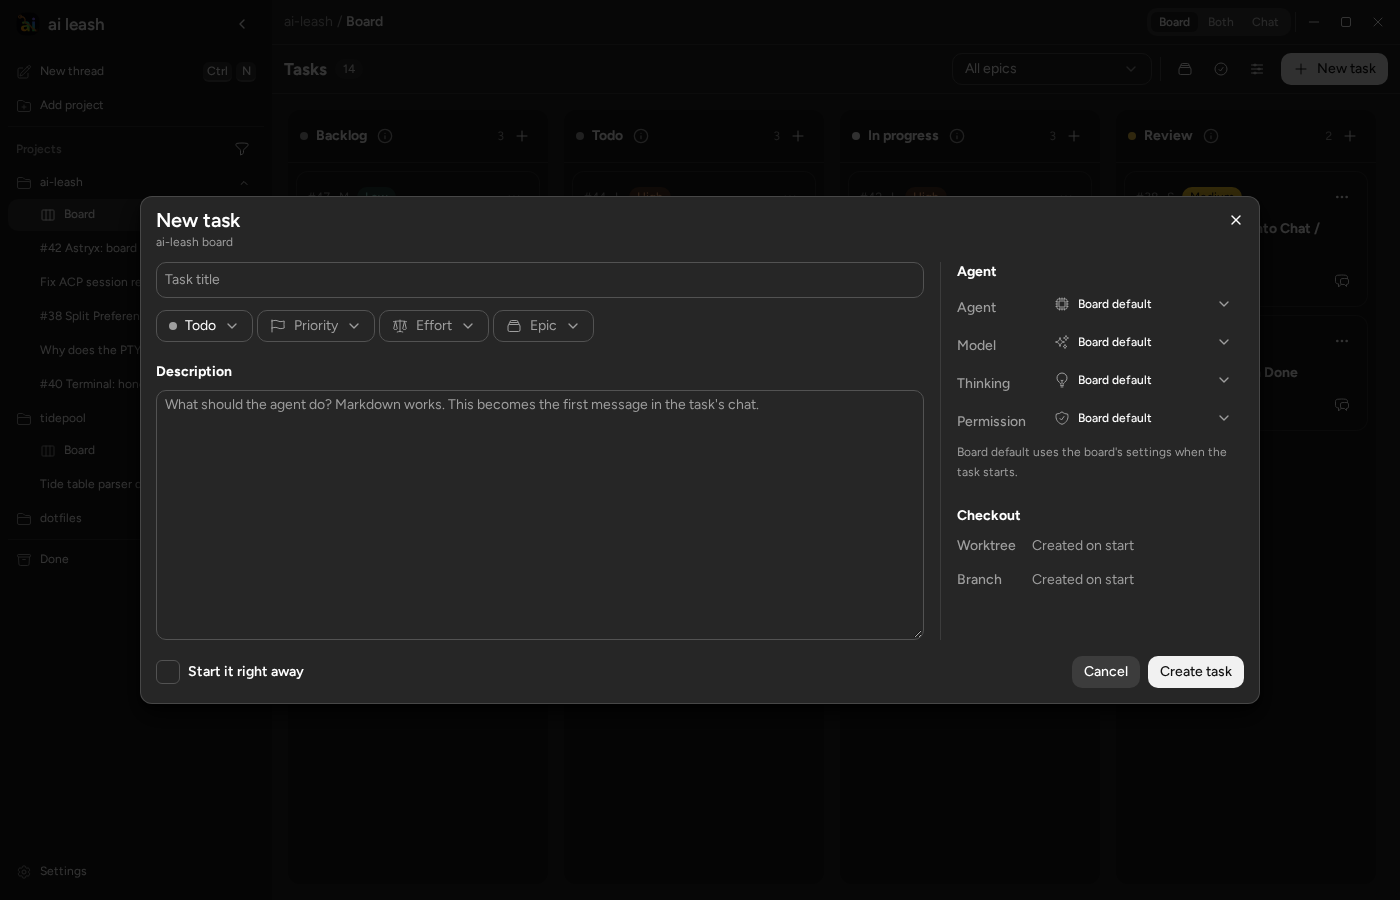 ai leash
ai-leash / Board
Board Both Chat
New thread Ctrl N
Tasks 14
All epics
New task
Add project
Backlog 3
Todo 3
In progress 3
Review 2
Projects
ai-leash
High
High
Medium
Board
#42 Astryx: board
Fix ACP session re
#38 Split Preferen
Why does the PTY
#40 Terminal: hon
tidepool
Board
Tide table parser
dotfiles
Done
Settings
to Chat /
Done
New task
ai-leash board
Task title
Todo Priority Effort Epic
Description
What should the agent do? Markdown works. This becomes the first message in the task's chat.
Agent
Agent Board default
Model Board default
Thinking Board default
Permission Board default
Board default uses the board's settings when the
task starts.
Checkout
Worktree Created on start
Branch Created on start
Start it right away
Cancel Create task